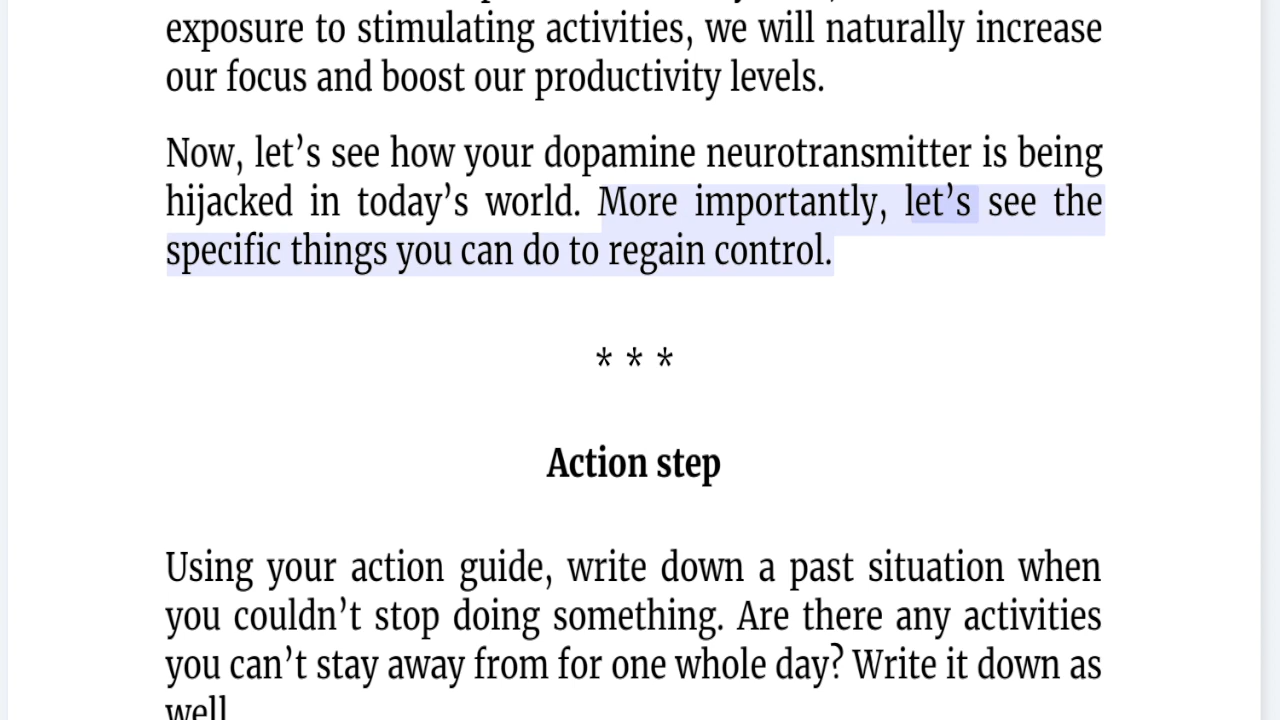 exposure to stimulating activities, we will naturally increase
our focus and boost our productivity levels.
Now, let’s see how your dopamine neurotransmitter is being
hijacked in today’s world. More importantly, let’s see the
specific things you can do to regain control.
* * *
Action step
Using your action guide, write down a past situation when
you couldn’t stop doing something. Are there any activities
you can’t stay away from for one whole day? Write it down as
well